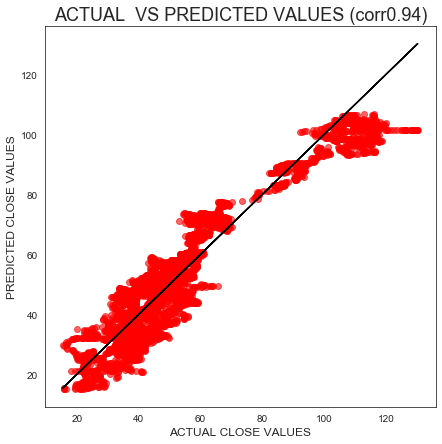 ACTUAL  VS PREDICTED VALUES (corr0.94)
PREDICTED CLOSE VALUES
120
100
80
60
40
20
20 40 60 80 100 120
ACTUAL CLOSE VALUES